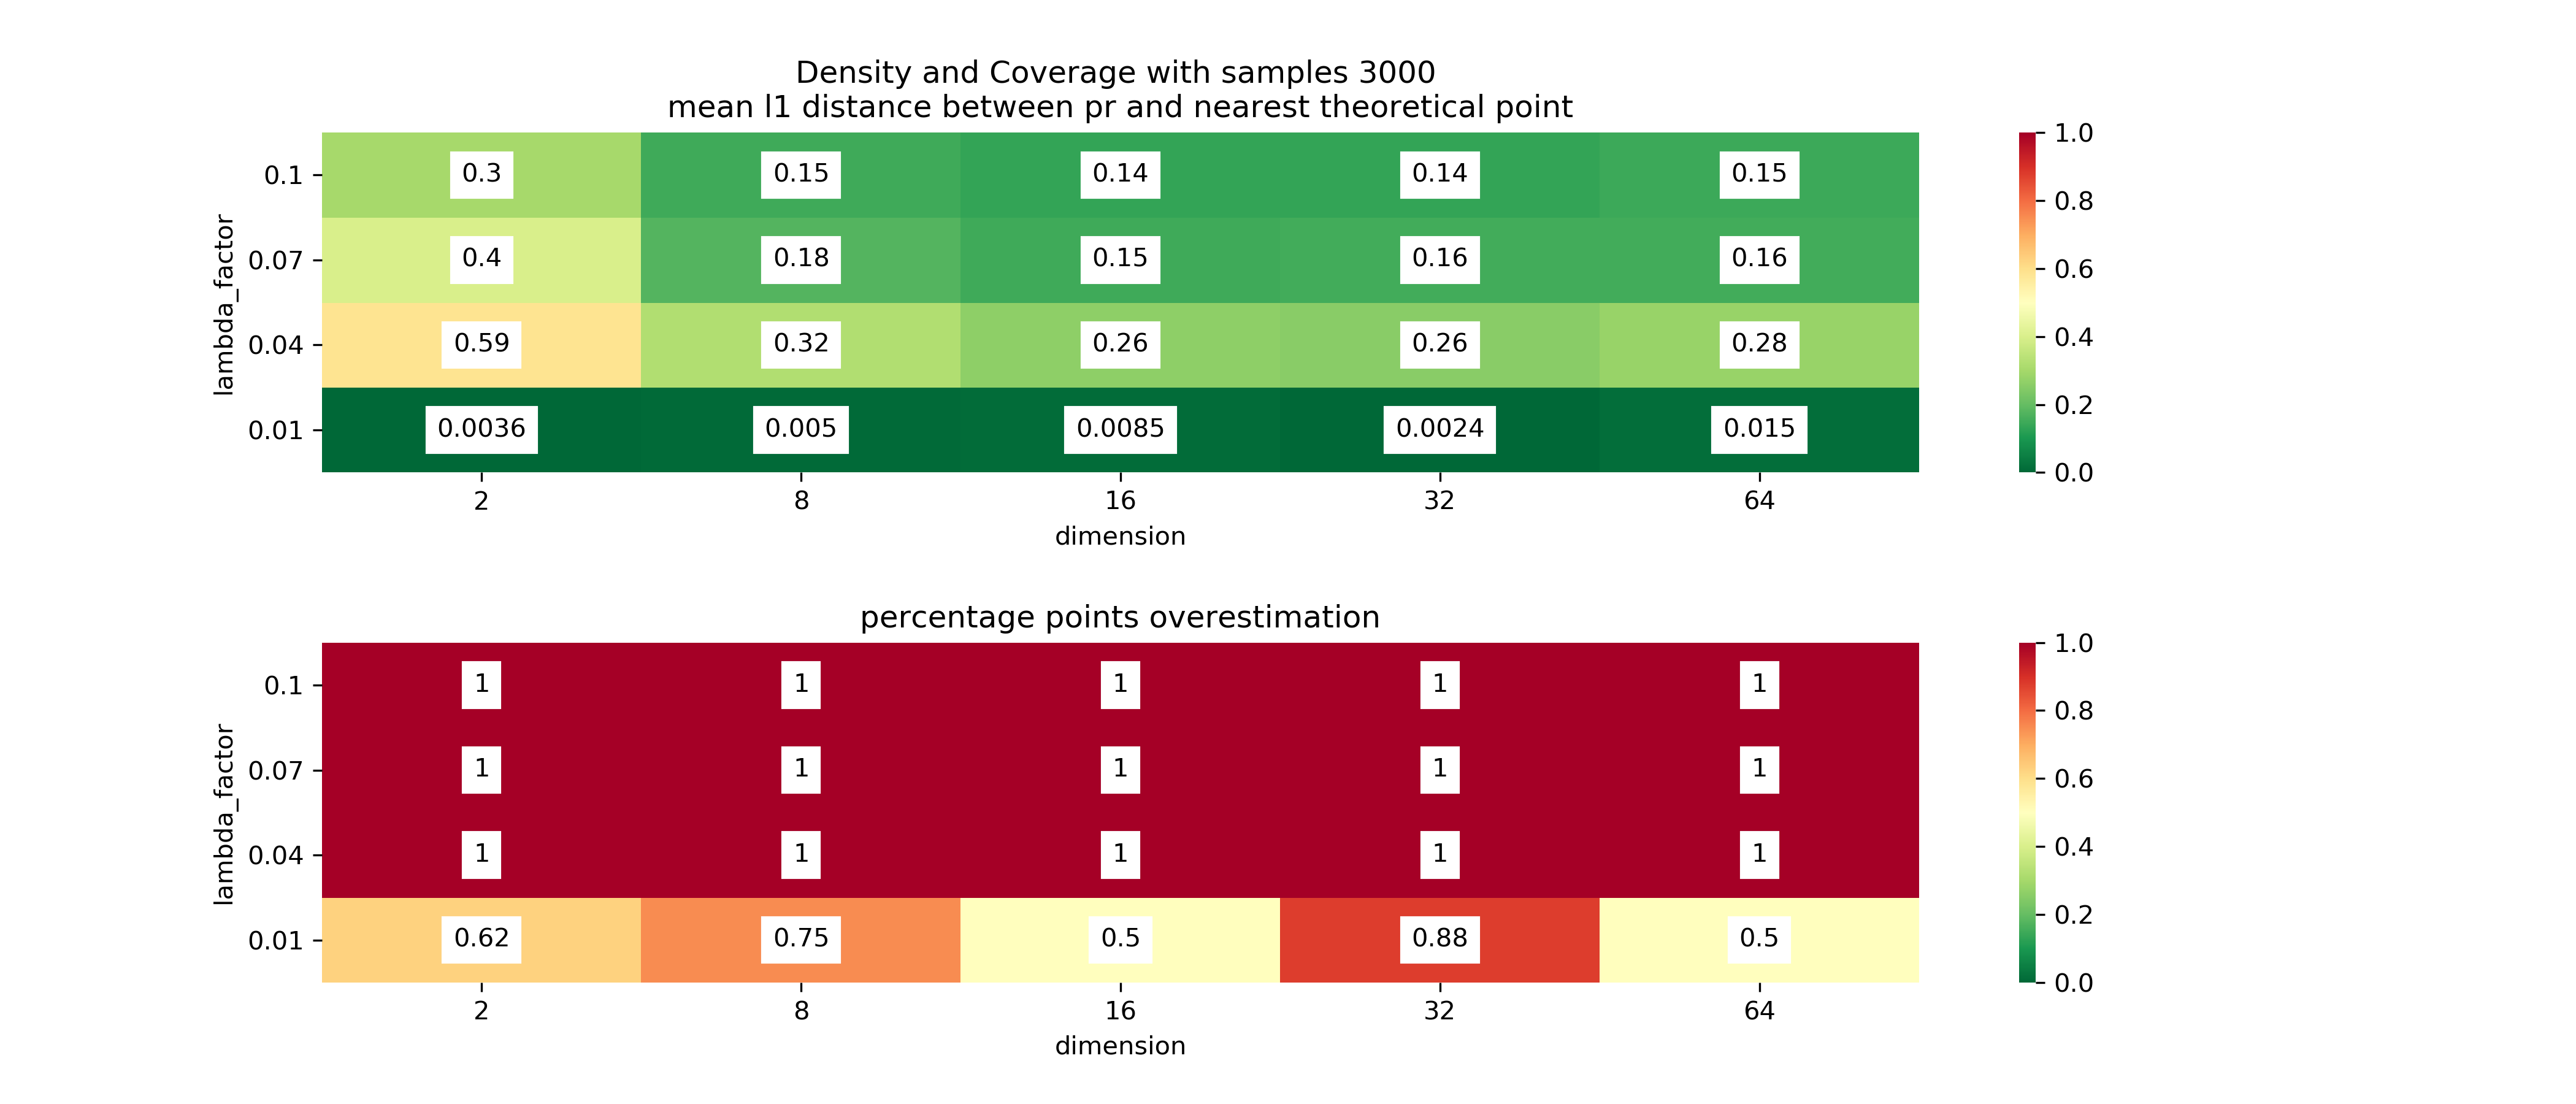 Density and Coverage with samples 3000
mean l1 distance between pr and nearest theoretical point
lambda_factor
0.1 0.3 0.15 0.14 0.14 0.15
0.07 0.4 0.18 0.15 0.16 0.16
0.04 0.59 0.32 0.26 0.26 0.28
0.01 0.0036 0.005 0.0085 0.0024 0.015
2 8 16 32 64
dimension
1.0
0.8
0.6
0.4
0.2
0.0
percentage points overestimation
lambda_factor
0.1 1 1 1 1 1
0.07 1 1 1 1 1
0.04 1 1 1 1 1
0.01 0.62 0.75 0.5 0.88 0.5
2 8 16 32 64
dimension
1.0
0.8
0.6
0.4
0.2
0.0